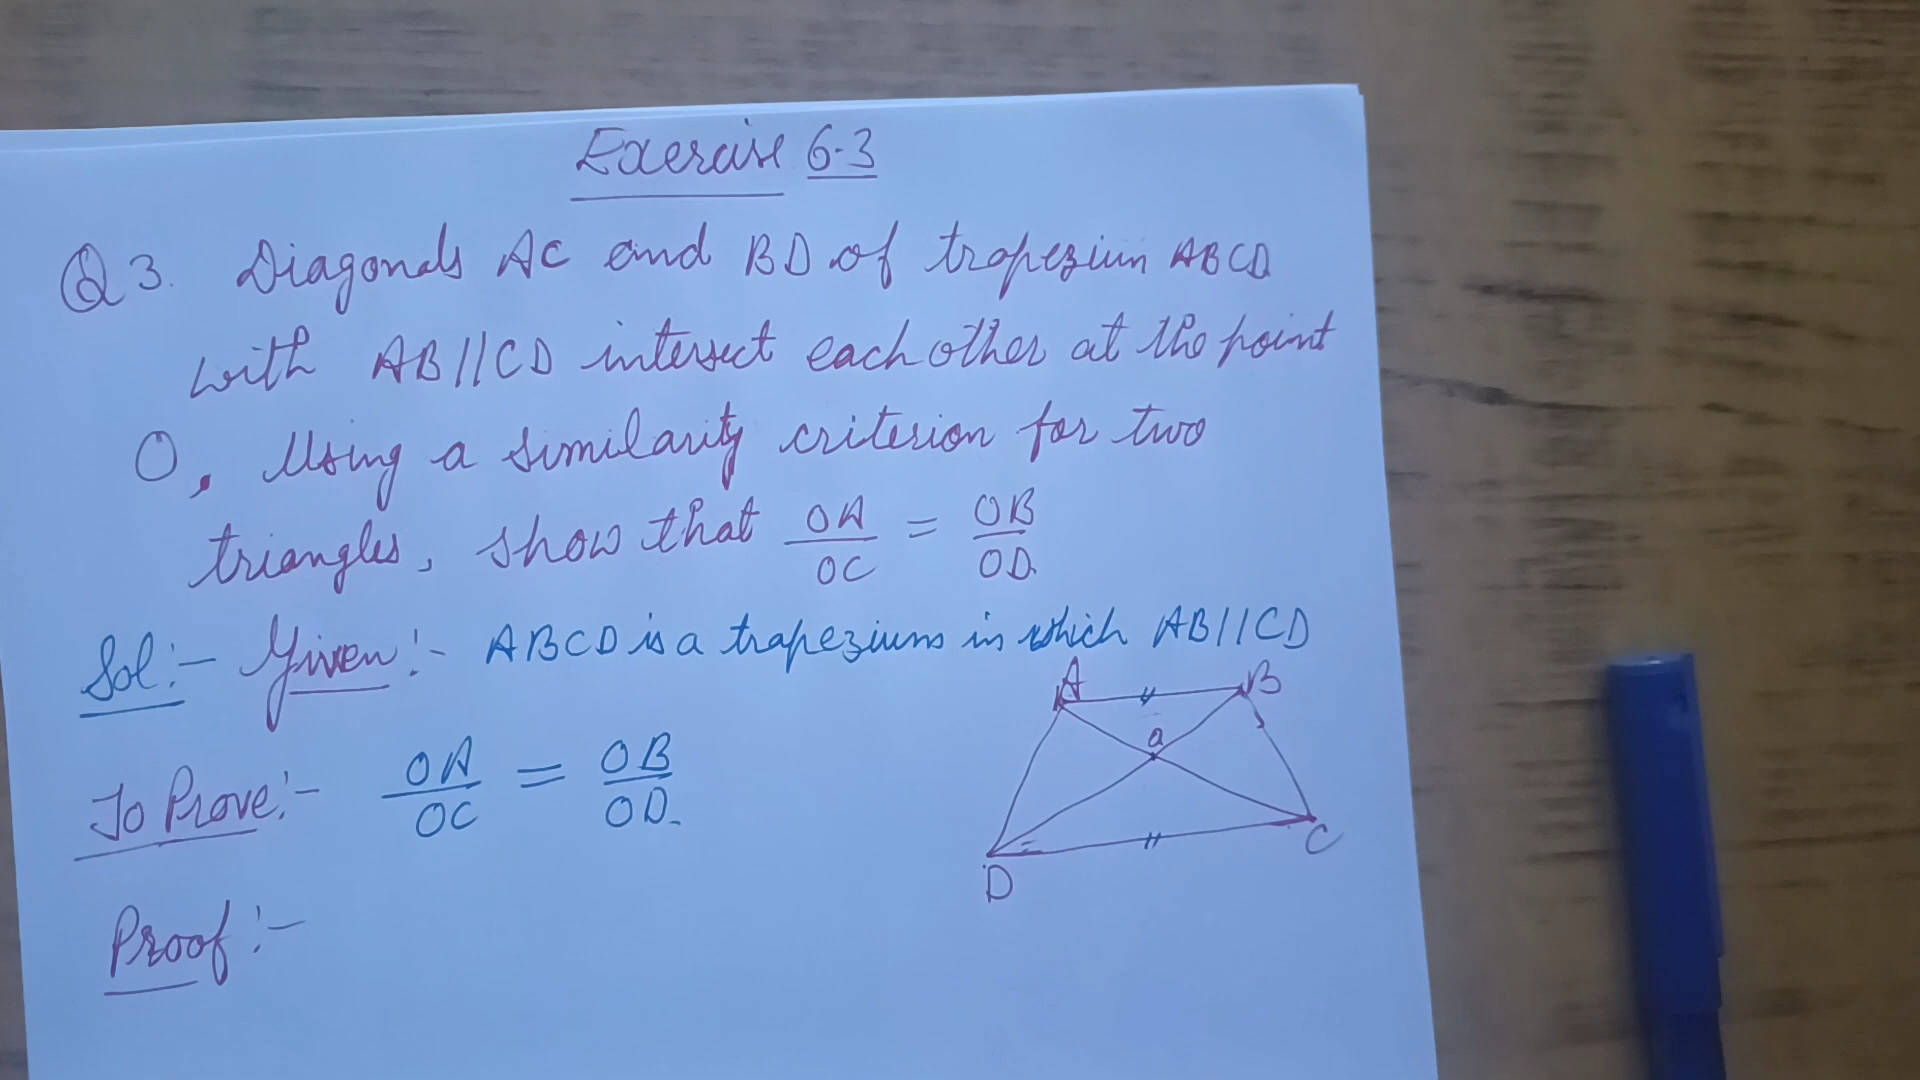 Exercise 6.3
Q 3. Diagonals AC and BD of trapezium ABCD
with AB//CD intersect each other at the point
O, Using a similarity criterion for two
triangles, show that OA/OC = OB/OD.
Sol:- Given:- ABCD is a trapezium in which AB//CD
A B
To Prove:- OA/OC = OB/OD.
D C
Proof:-